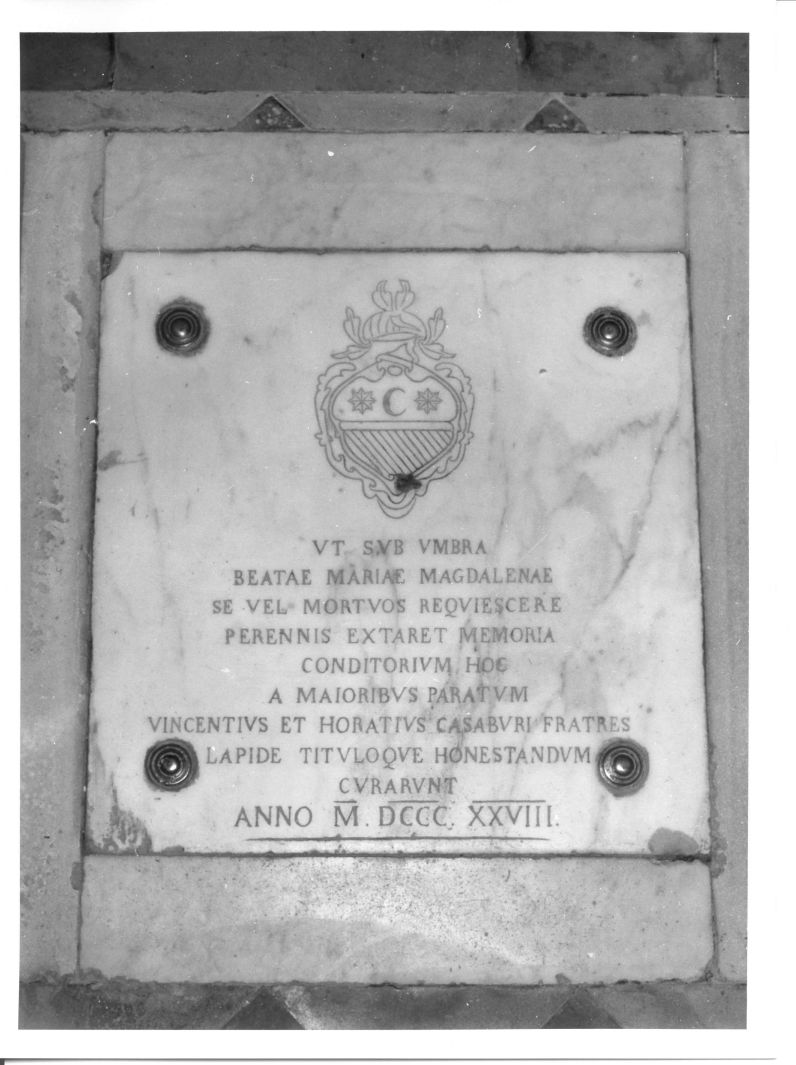 VT SVB VMBRA
BEATAE MARIAE MAGDALENAE
SE VEL MORTVOS REQVIESCERE
PERENNIS EXTARET MEMORIA
CONDITORIVM HOC
A MAIORIBVS PARATVM
VINCENTIVS ET HORATIVS CASABVRI FRATRES
LAPIDE TITVLOQVE HONESTANDVM
CVRARVNT
ANNO M. DCCC. XXVIII.